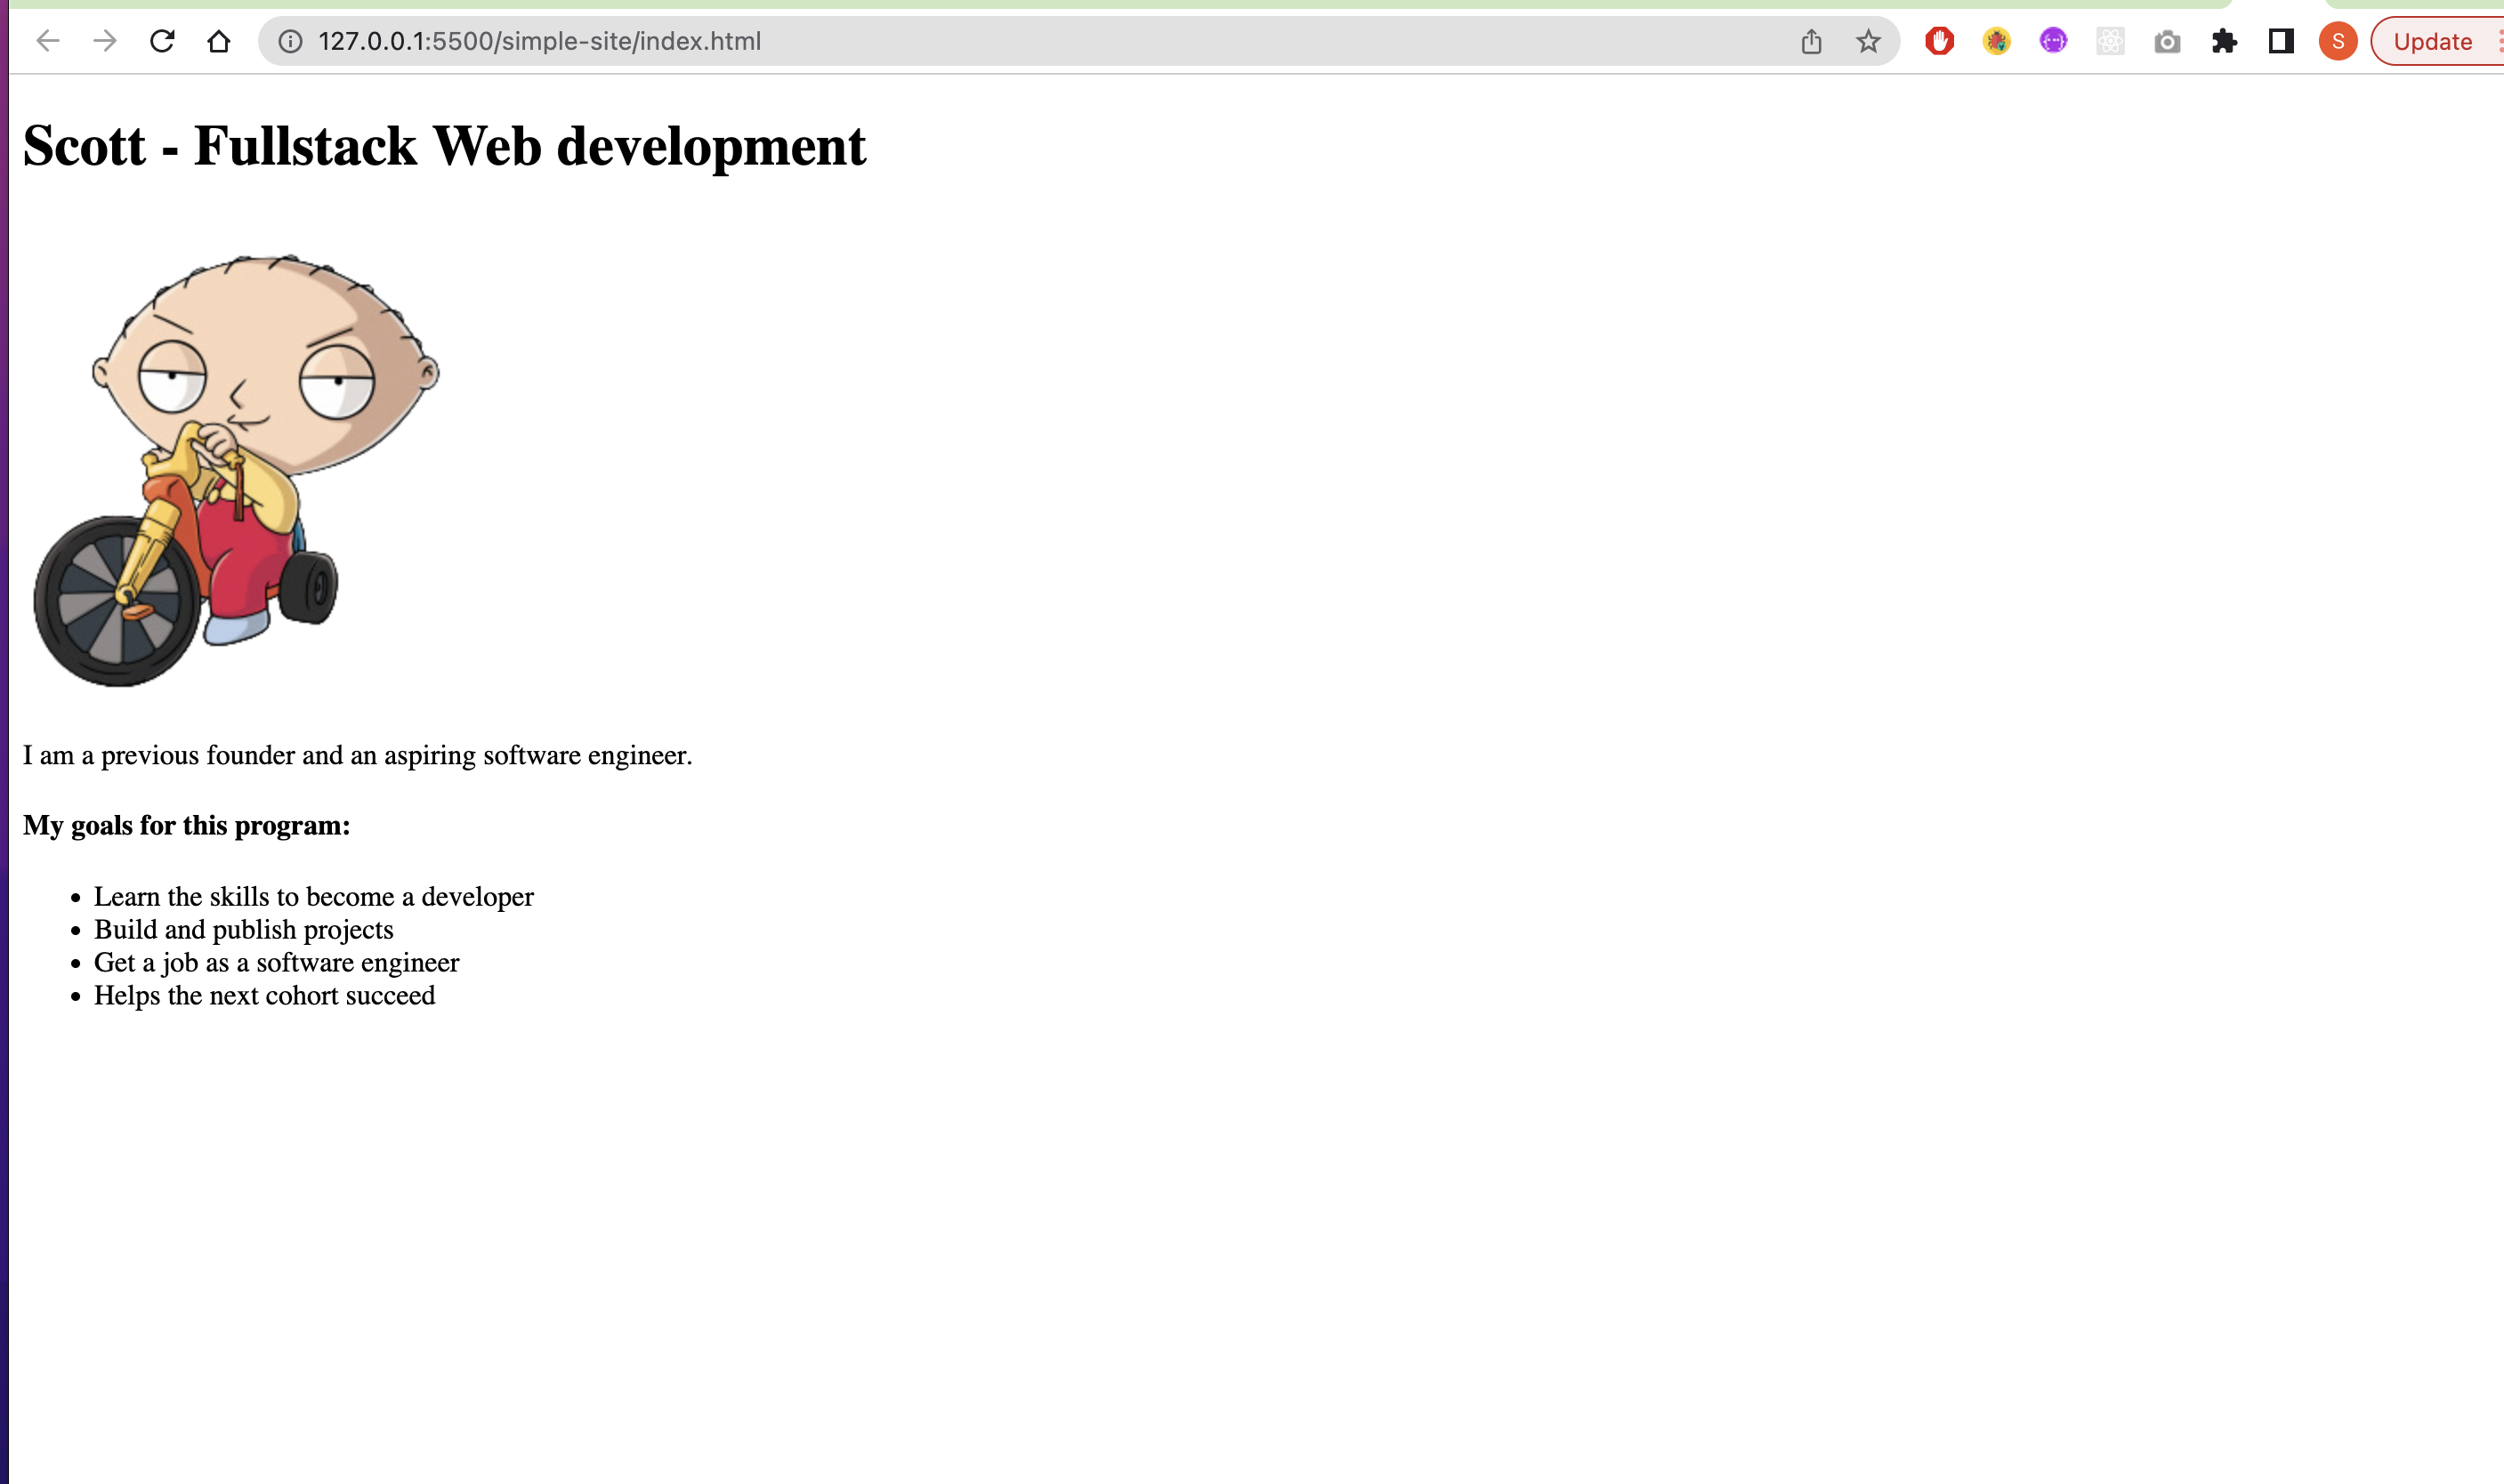 127.0.0.1:5500/simple-site/index.html
S
Update
Scott - Fullstack Web development
I am a previous founder and an aspiring software engineer.
My goals for this program:
• Learn the skills to become a developer
• Build and publish projects
• Get a job as a software engineer
• Helps the next cohort succeed